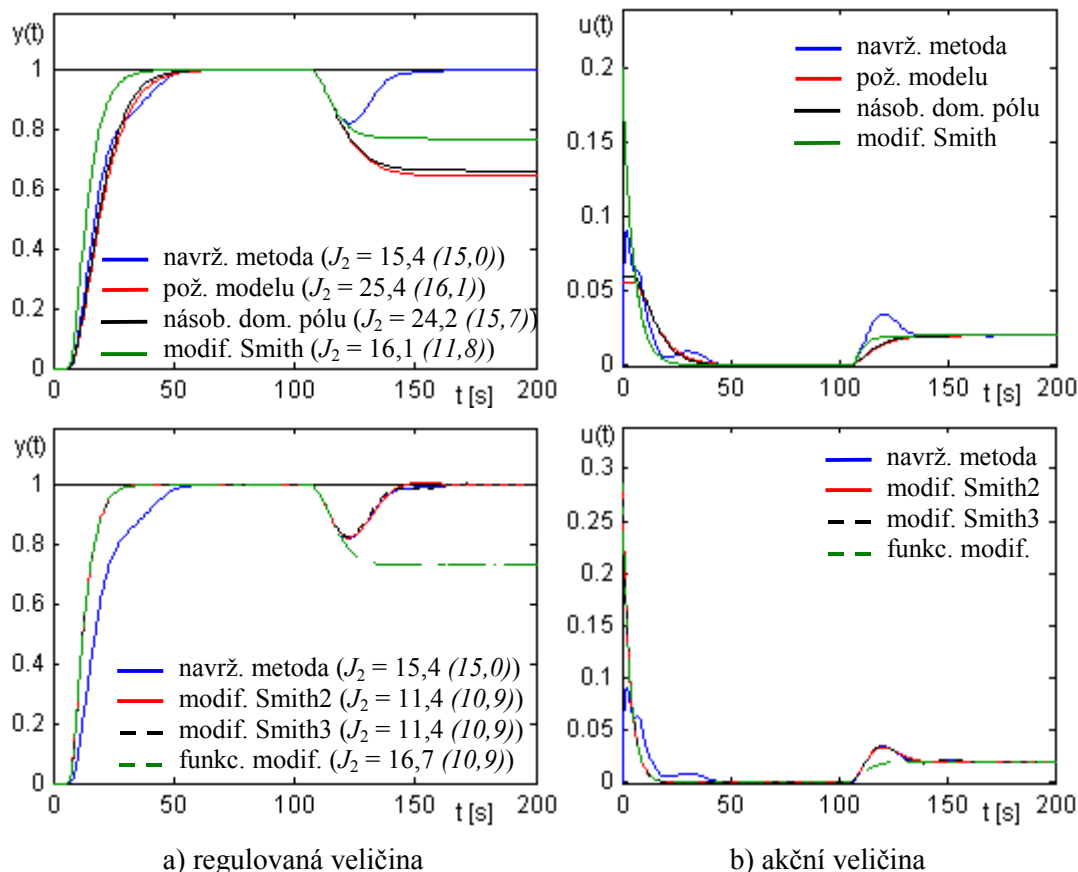 y(t)
1
0.8
0.6
0.4
0.2
0
navrž. metoda (J2 = 15,4 (15,0))
pož. modelu (J2 = 25,4 (16,1))
násob. dom. pólu (J2 = 24,2 (15,7))
modif. Smith (J2 = 16,1 (11,8))
0 50 100 150 200
t [s]
u(t)
0.2
0.15
0.1
0.05
0
navrž. metoda
pož. modelu
násob. dom. pólu
modif. Smith
0 50 100 150 200
t [s]
y(t)
1
0.8
0.6
0.4
0.2
0
navrž. metoda (J2 = 15,4 (15,0))
modif. Smith2 (J2 = 11,4 (10,9))
modif. Smith3 (J2 = 11,4 (10,9))
funkc. modif. (J2 = 16,7 (10,9))
0 50 100 150 200
t [s]
u(t)
0.3
0.25
0.2
0.15
0.1
0.05
0
navrž. metoda
modif. Smith2
modif. Smith3
funkc. modif.
0 50 100 150 200
t [s]
a) regulovaná veličina
b) akční veličina